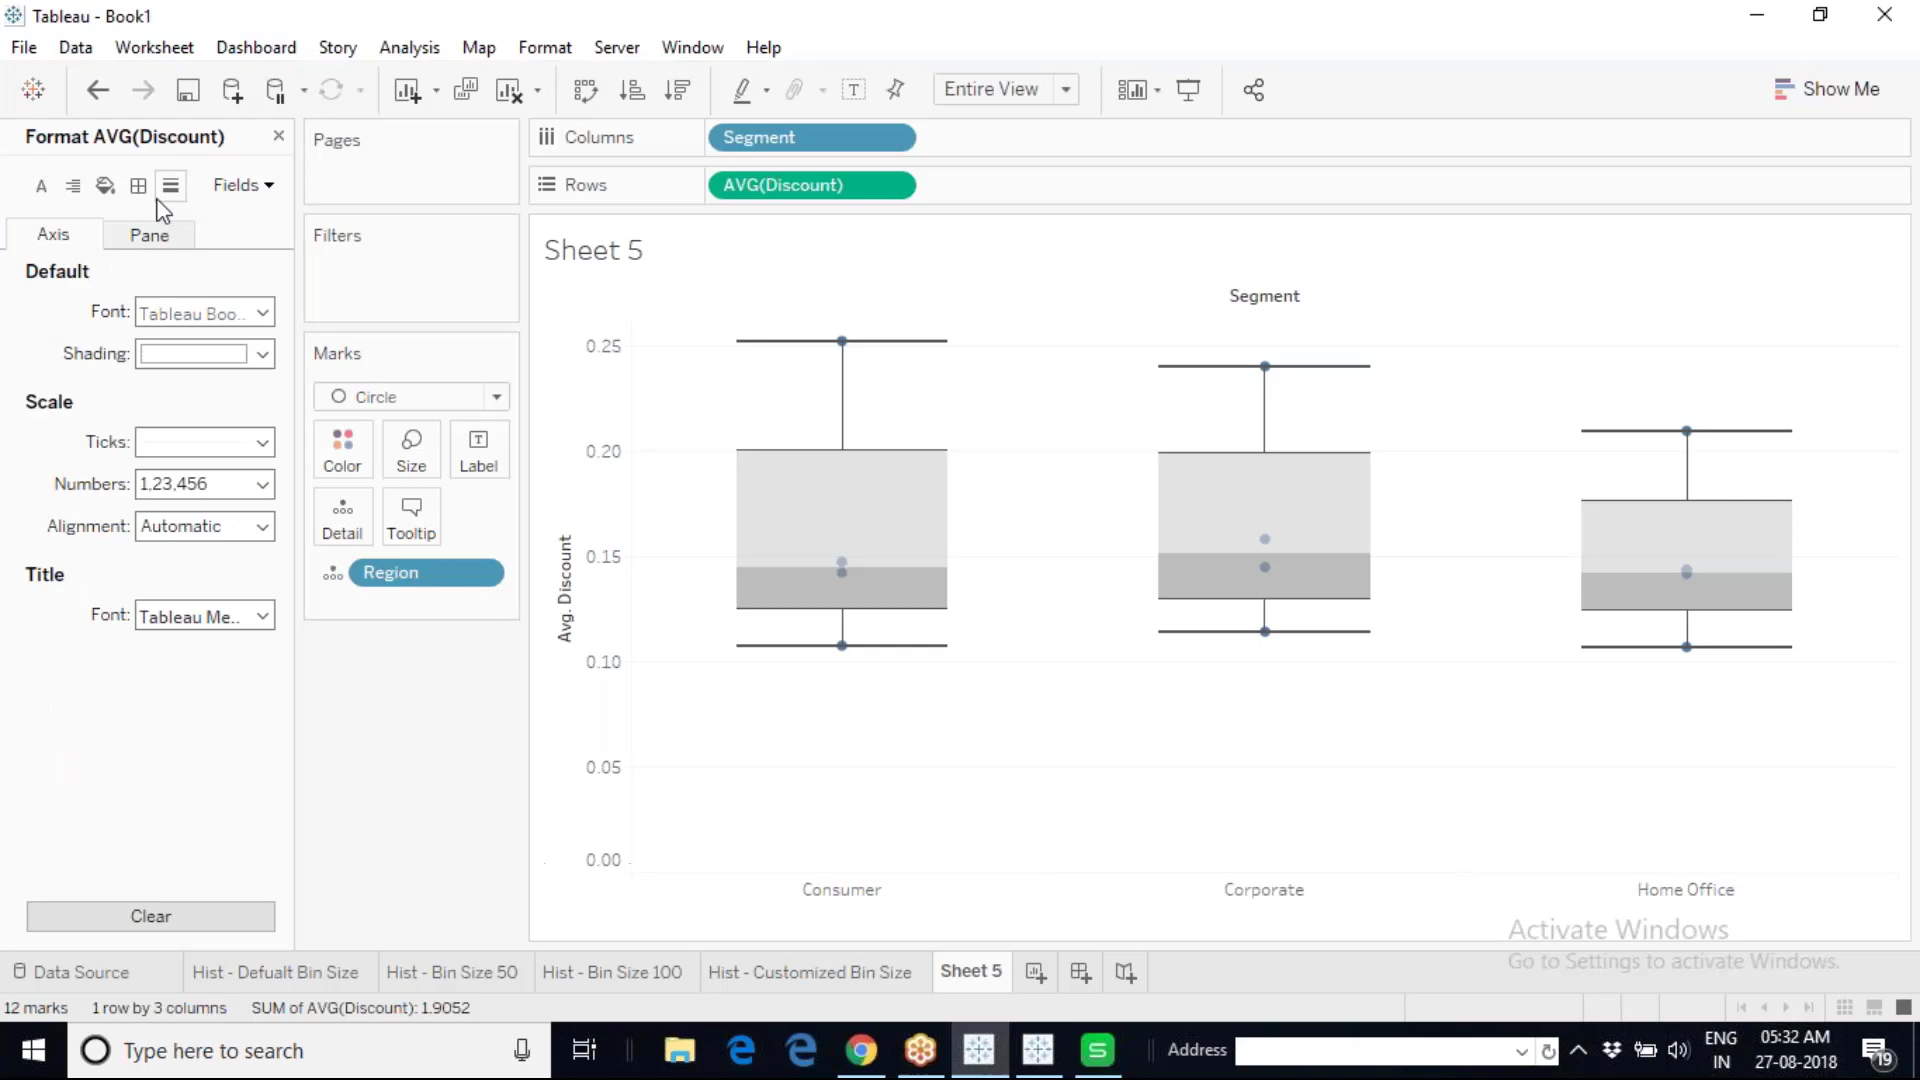 Tableau - Book1
File Data Worksheet Dashboard Story Analysis Map Format Server Window Help
Entire View
Show Me
Format AVG(Discount)
Fields
Axis
Pane
Default
Font: Tableau Boo..
Shading:
Scale
Ticks:
Numbers: 1,23,456
Alignment: Automatic
Title
Font: Tableau Me..
Clear
Pages
Filters
Marks
Circle
Color
Size
Label
Detail
Tooltip
Region
Columns
Segment
Rows
AVG(Discount)
Sheet 5
Segment
Avg. Discount
0.25
0.20
0.15
0.10
0.05
0.00
Consumer
Corporate
Home Office
Activate Windows
Go to Settings to activate Windows.
Data Source
Hist - Defualt Bin Size
Hist - Bin Size 50
Hist - Bin Size 100
Hist - Customized Bin Size
Sheet 5
12 marks
1 row by 3 columns
SUM of AVG(Discount): 1.9052
Type here to search
Address
ENG
IN
05:32 AM
27-08-2018
19